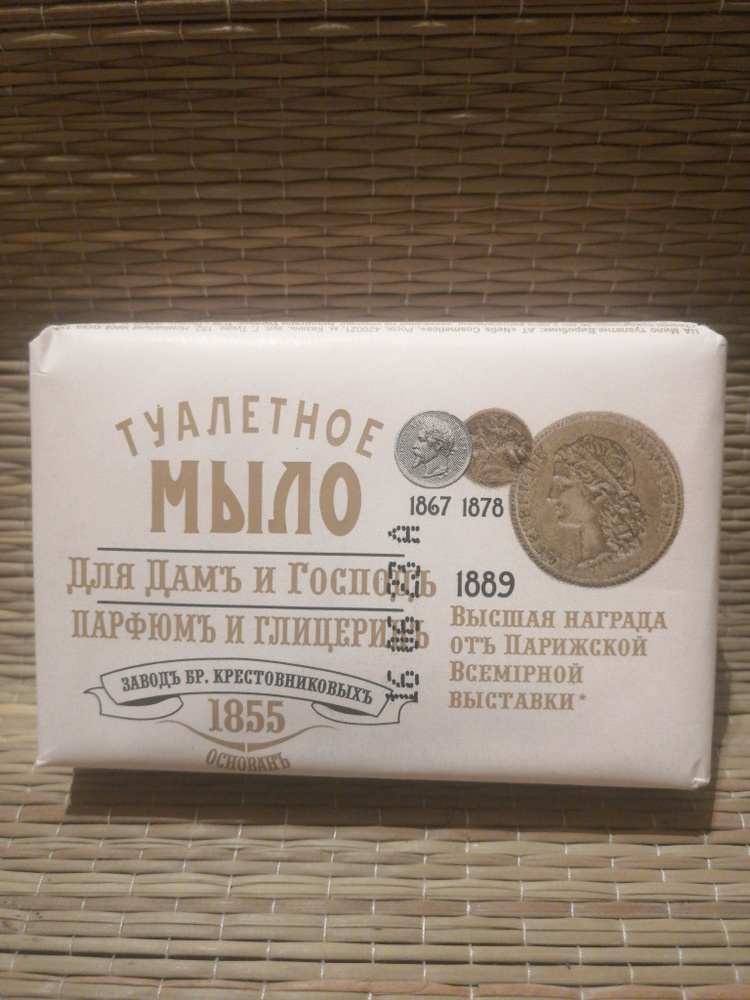 ТУАЛЕТНОЕ
МЫЛО
Для Дамъ и Господъ
ПАРФЮМЪ И ГЛИЦЕРИНЪ
ЗАВОДЪ БР. КРЕСТОВНИКОВЫХЪ
1855
ОСНОВАНЪ
1867 1878
1889
Высшая награда
отъ Парижской
Всемірной
выставки*